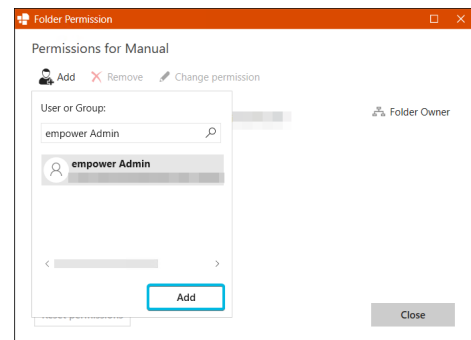 Folder Permission
Permissions for Manual
Add Remove Change permission
User or Group:
Folder Owner
empower Admin
empower Admin
Add
Close